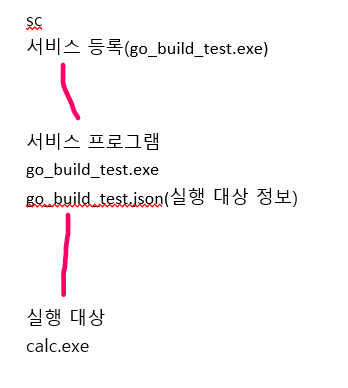 sc
서비스 등록(go_build_test.exe)
서비스 프로그램
go_build_test.exe
go_build_test.json(실행 대상 정보)
실행 대상
calc.exe